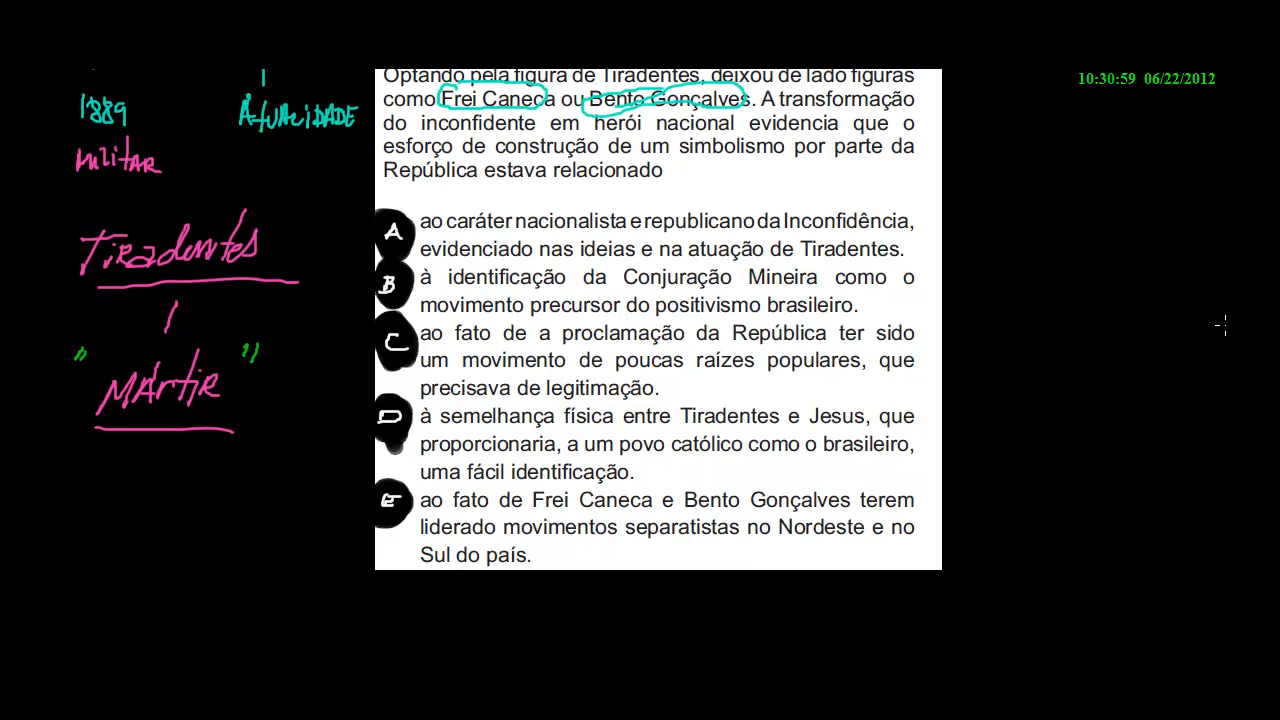 10:30:59 06/22/2012
1889
ATUALIDADE
militAR
TiRadentes
"MÁRtiR"
Optando pela figura de Tiradentes, deixou de lado figuras
como Frei Caneca ou Bento Gonçalves. A transformação
do inconfidente em herói nacional evidencia que o
esforço de construção de um simbolismo por parte da
República estava relacionado
A ao caráter nacionalista e republicano da Inconfidência,
evidenciado nas ideias e na atuação de Tiradentes.
B à identificação da Conjuração Mineira como o
movimento precursor do positivismo brasileiro.
C ao fato de a proclamação da República ter sido
um movimento de poucas raízes populares, que
precisava de legitimação.
D à semelhança física entre Tiradentes e Jesus, que
proporcionaria, a um povo católico como o brasileiro,
uma fácil identificação.
E ao fato de Frei Caneca e Bento Gonçalves terem
liderado movimentos separatistas no Nordeste e no
Sul do país.